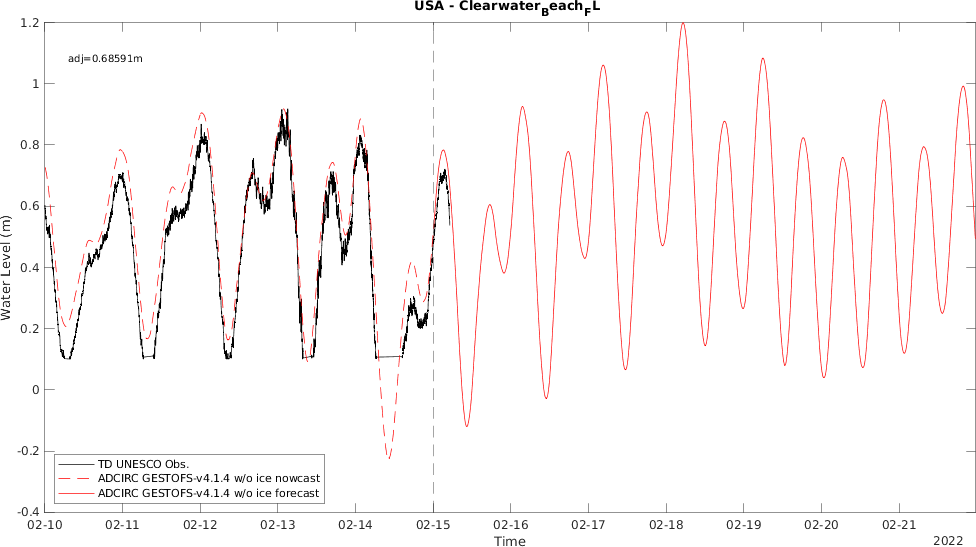 USA - Clearwater_Beach_FL
adj=0.68591m
1.2
1
0.8
0.6
0.4
0.2
0
-0.2
-0.4
Water Level (m)
TD UNESCO Obs.
ADCIRC GESTOFS-v4.1.4 w/o ice nowcast
ADCIRC GESTOFS-v4.1.4 w/o ice forecast
02-10 02-11 02-12 02-13 02-14 02-15 02-16 02-17 02-18 02-19 02-20 02-21
Time
2022